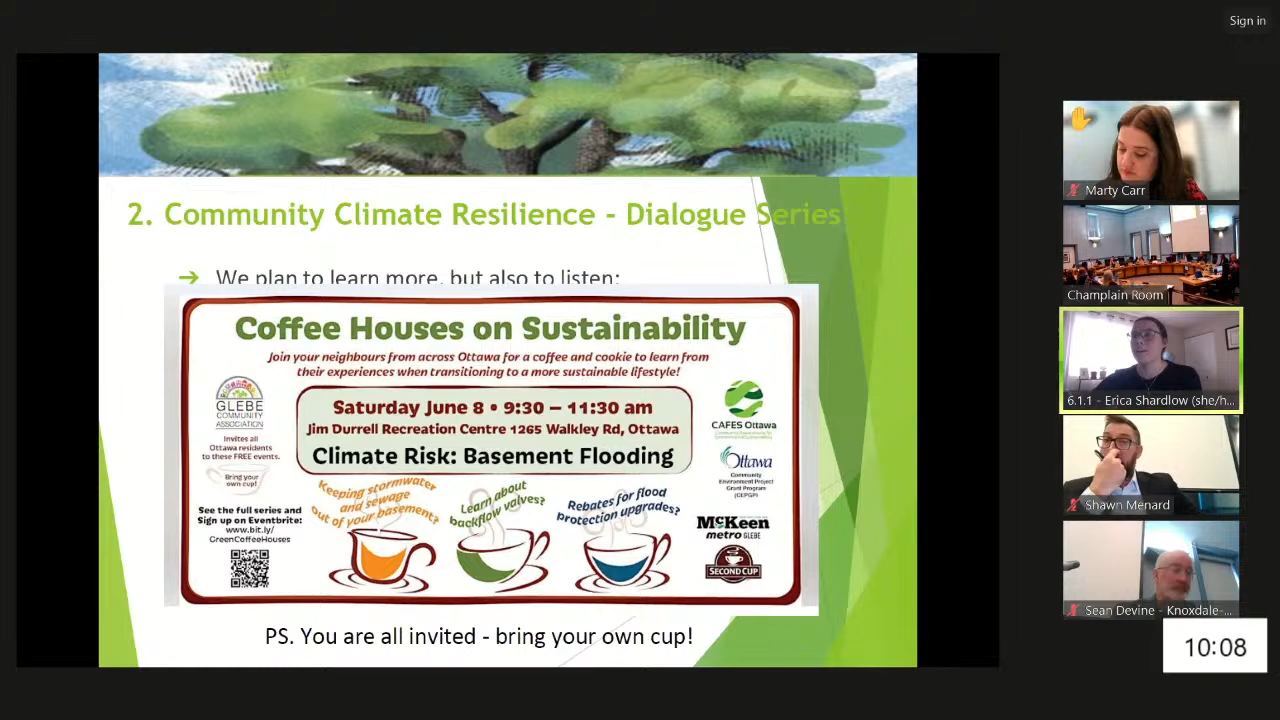 Sign in
2. Community Climate Resilience - Dialogue Series
➔ We plan to learn more, but also to listen:
Coffee Houses on Sustainability
Join your neighbours from across Ottawa for a coffee and cookie to learn from
their experiences when transitioning to a more sustainable lifestyle!
GLEBE
COMMUNITY
ASSOCIATION
Invites all
Ottawa residents
to these FREE events.
Bring your
own cup!
See the full series and
Sign up on Eventbrite:
www.bit.ly/
GreenCoffeeHouses
Saturday June 8 • 9:30 – 11:30 am
Jim Durrell Recreation Centre 1265 Walkley Rd, Ottawa
Climate Risk: Basement Flooding
Keeping stormwater
and sewage
out of your basement?
Learn about
backflow valves?
Rebates for flood
protection upgrades?
CAFES Ottawa
Ottawa
Community
Environment Project
Grant Program
(CEPGP)
McKeen
metro GLEBE
SECOND CUP
PS. You are all invited - bring your own cup!
Marty Carr
Champlain Room
6.1.1 - Erica Shardlow (she/h...
Shawn Menard
Sean Devine - Knoxdale-...
10:08